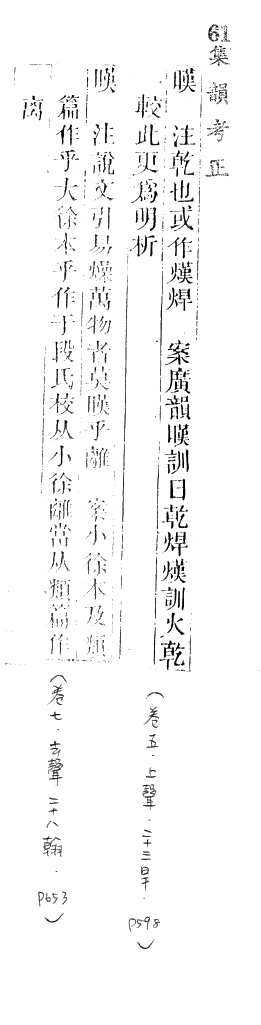 61集韻考正
暵　注乾也或作熯焊　案廣韻暵訓日乾焊熯訓火乾
較此更爲明析
（卷五．上聲．二十三旱．P598）
暵　注說文引易燥萬物者莫暵乎離　案小徐本及類
篇作乎大徐本乎作于段氏校从小徐離當从類篇作
离
（卷七．去聲二十八翰．P653）